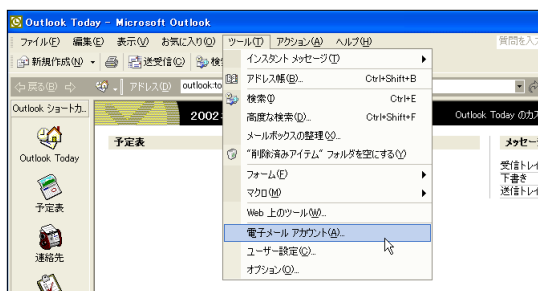 Outlook Today - Microsoft Outlook
ファイル(F) 編集(E) 表示(V) お気に入り(O) ツール(T) アクション(A) ヘルプ(H) 質問を入
新規作成(N) 送受信(C) 検
戻る(B) アドレス(D) outlook:to
Outlook ショートカ...
Outlook Today
予定表
連絡先
2002
Outlook Today のカス
予定表
メッセー
受信トレイ
下書き
送信トレイ
インスタント メッセージ(T)
アドレス帳(B)... Ctrl+Shift+B
検索(I) Ctrl+E
高度な検索(D)... Ctrl+Shift+F
メールボックスの整理(X)...
"削除済みアイテム" フォルダを空にする(Y)
フォーム(F)
マクロ(M)
Web 上のツール(W)...
電子メール アカウント(A)...
ユーザー設定(C)...
オプション(O)...